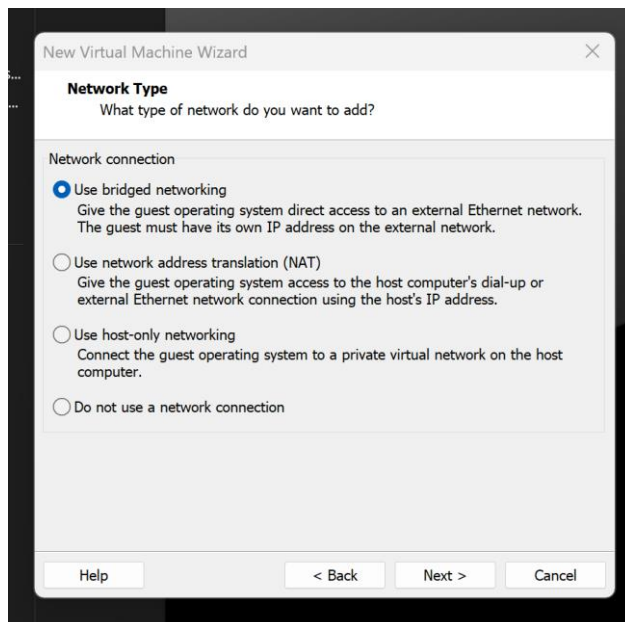 s...
...
New Virtual Machine Wizard
Network Type
What type of network do you want to add?
Network connection
Use bridged networking
Give the guest operating system direct access to an external Ethernet network.
The guest must have its own IP address on the external network.
Use network address translation (NAT)
Give the guest operating system access to the host computer's dial-up or
external Ethernet network connection using the host's IP address.
Use host-only networking
Connect the guest operating system to a private virtual network on the host
computer.
Do not use a network connection
Help
< Back
Next >
Cancel